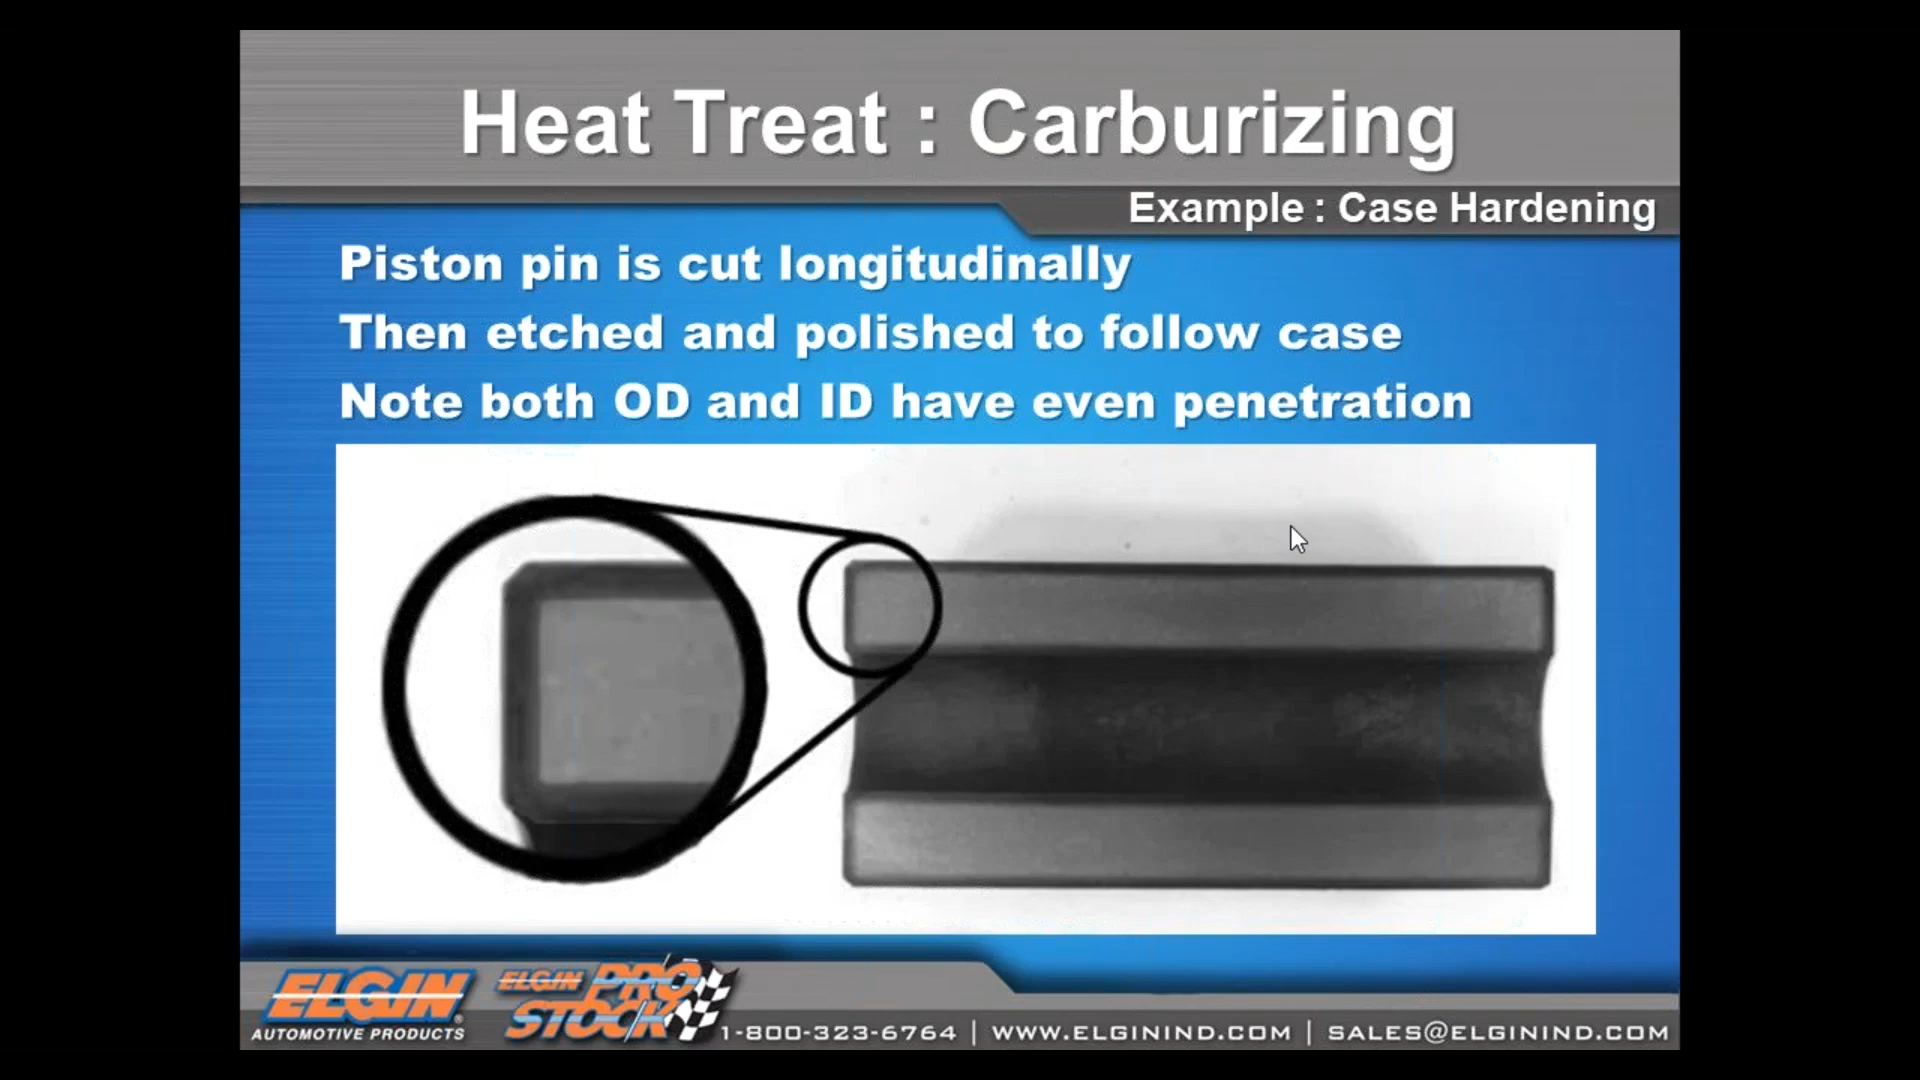 Heat Treat : Carburizing
Example : Case Hardening
Piston pin is cut longitudinally
Then etched and polished to follow case
Note both OD and ID have even penetration
ELGIN
AUTOMOTIVE PRODUCTS
ELGIN PRO
STOCK
1-800-323-6764 | WWW.ELGININD.COM | SALES@ELGININD.COM